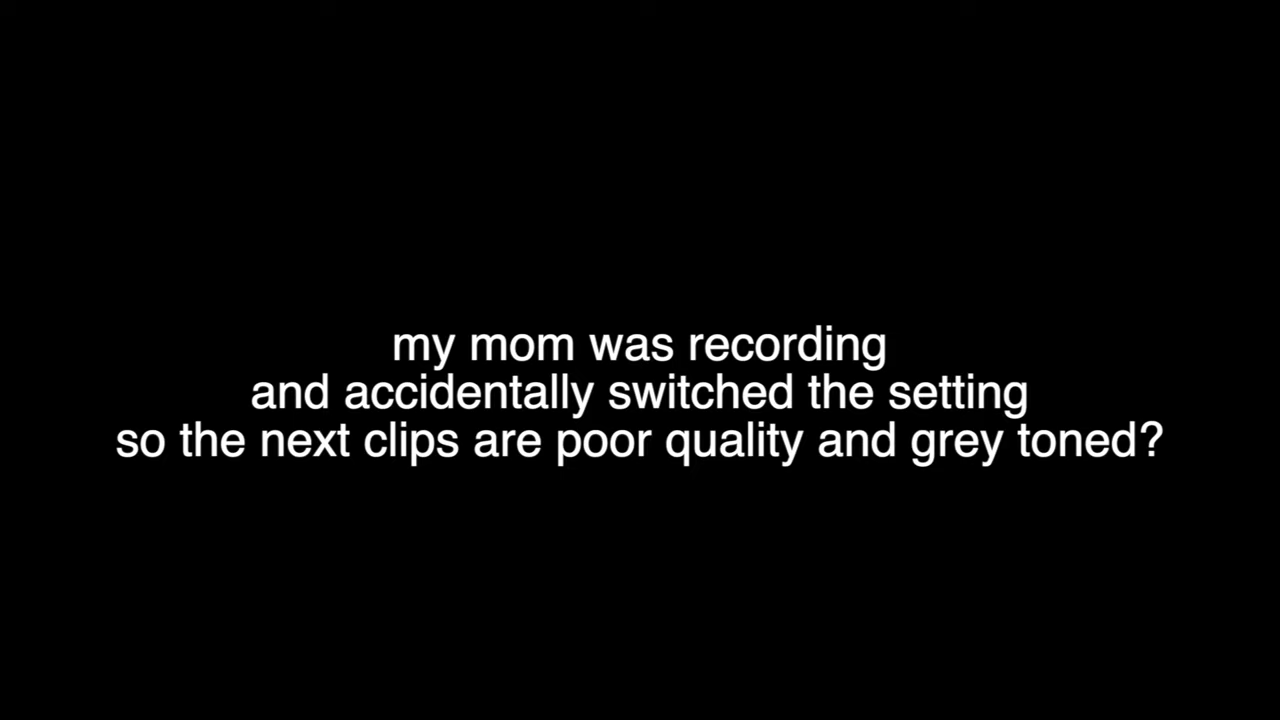 my mom was recording
and accidentally switched the setting
so the next clips are poor quality and grey toned?